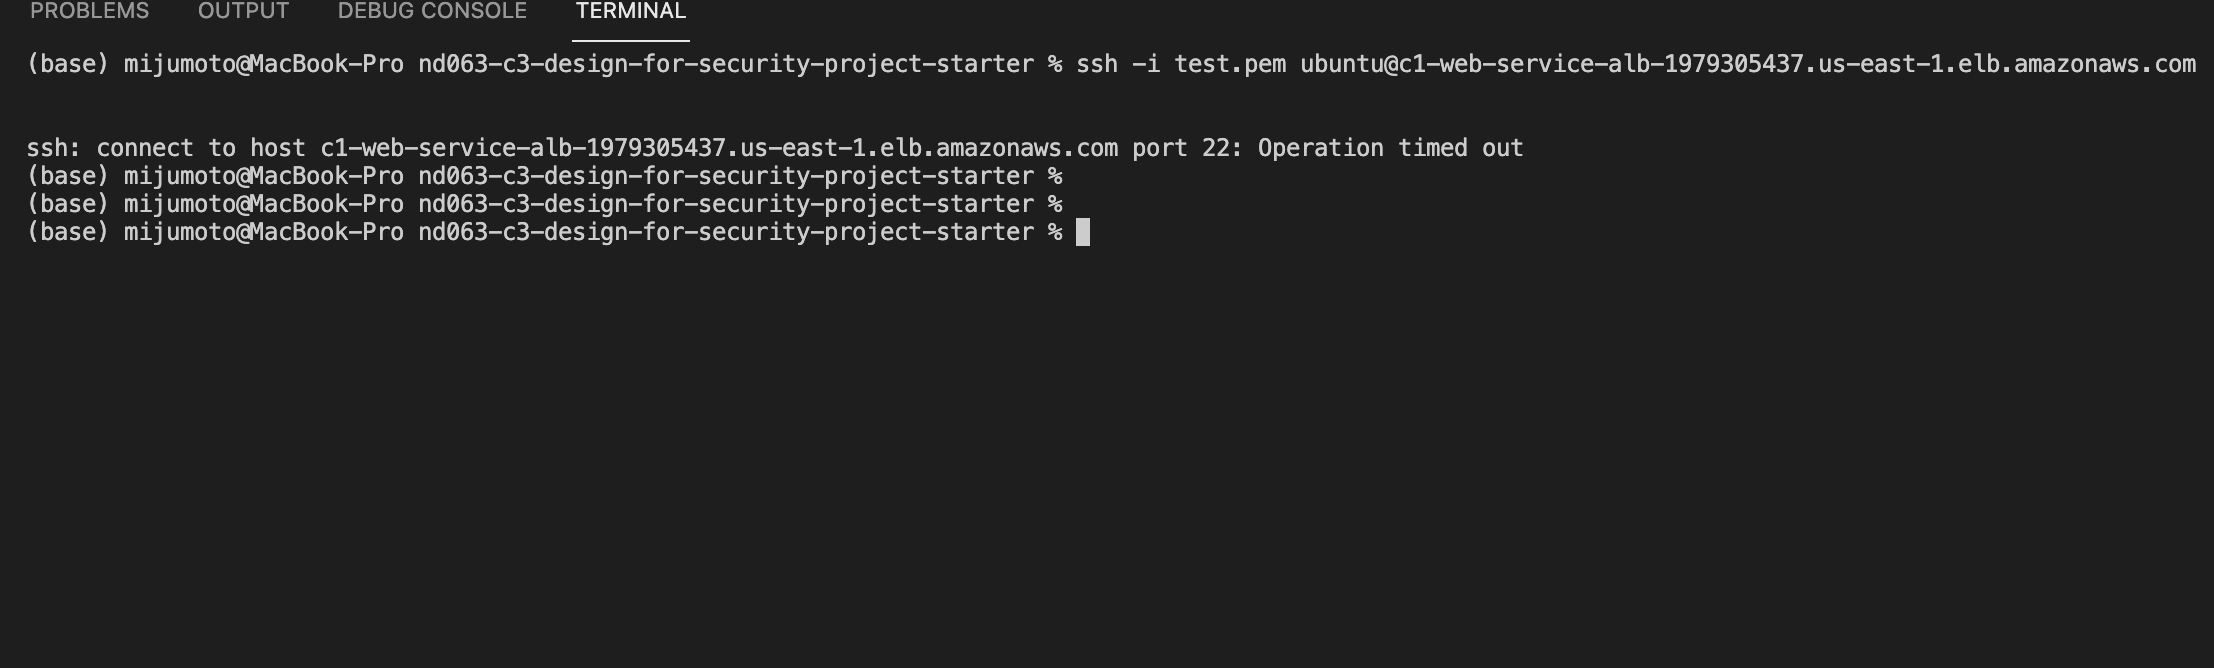 PROBLEMS OUTPUT DEBUG CONSOLE TERMINAL
(base) mijumoto@MacBook-Pro nd063-c3-design-for-security-project-starter % ssh -i test.pem ubuntu@c1-web-service-alb-1979305437.us-east-1.elb.amazonaws.com
ssh: connect to host c1-web-service-alb-1979305437.us-east-1.elb.amazonaws.com port 22: Operation timed out
(base) mijumoto@MacBook-Pro nd063-c3-design-for-security-project-starter %
(base) mijumoto@MacBook-Pro nd063-c3-design-for-security-project-starter %
(base) mijumoto@MacBook-Pro nd063-c3-design-for-security-project-starter %